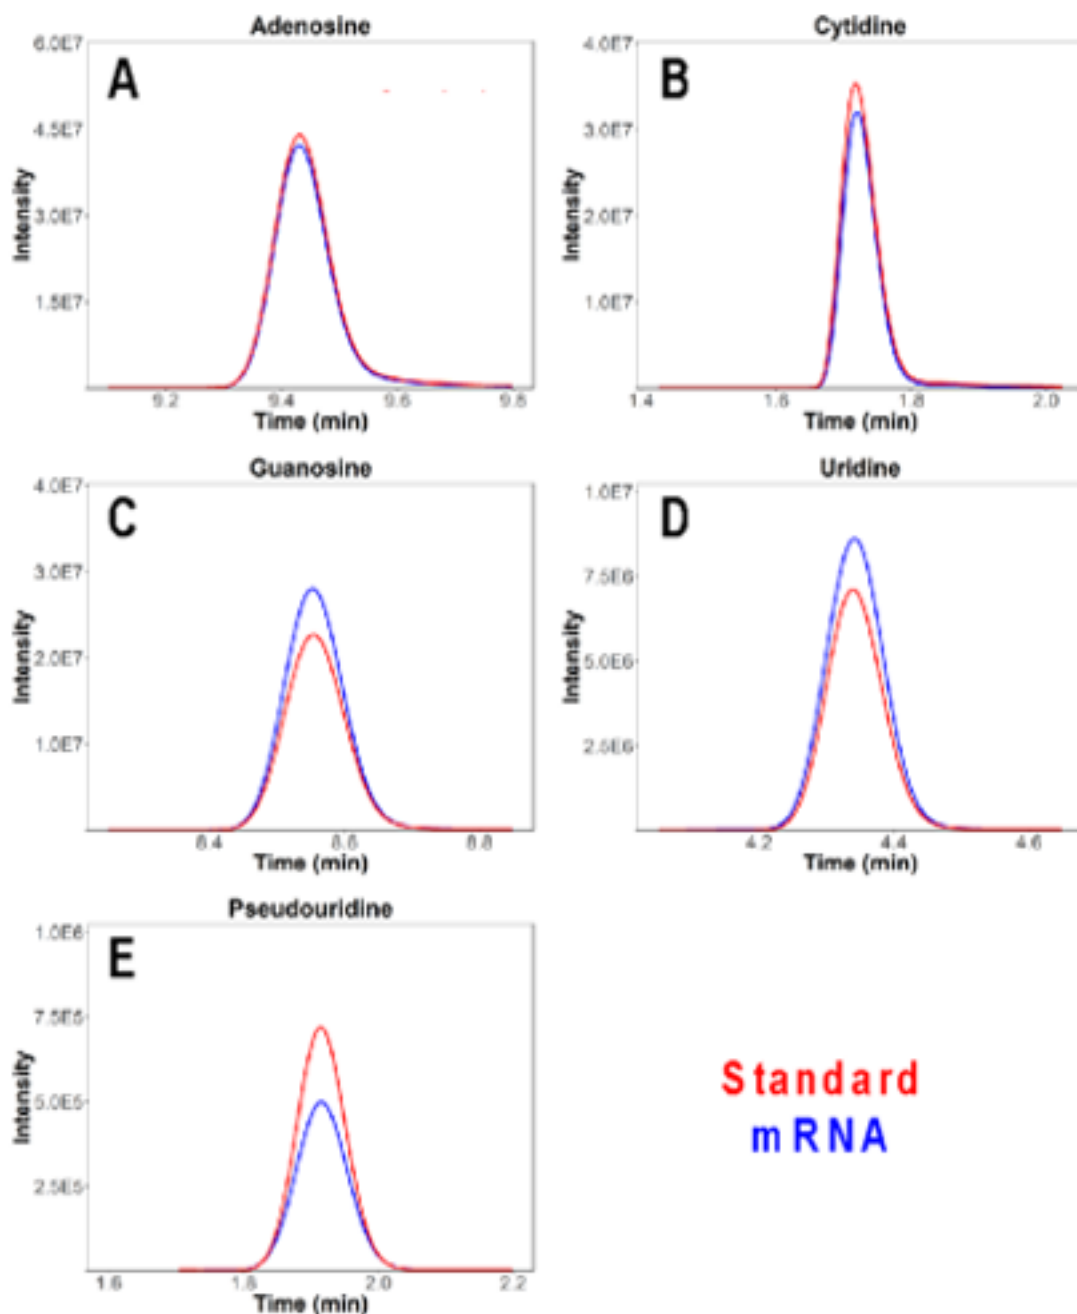 Adenosine
A
6.0E7
4.5E7
3.0E7
1.5E7
Intensity
9.2 9.4 9.6 9.8
Time (min)
Cytidine
B
4.0E7
3.0E7
2.0E7
1.0E7
Intensity
1.4 1.6 1.8 2.0
Time (min)
Guanosine
C
4.0E7
3.0E7
2.0E7
1.0E7
Intensity
8.4 8.6 8.8
Time (min)
Uridine
D
1.0E7
7.5E6
5.0E6
2.5E6
Intensity
4.2 4.4 4.6
Time (min)
Pseudouridine
E
1.0E6
7.5E5
5.0E5
2.5E5
Intensity
1.6 1.8 2.0 2.2
Time (min)
Standard
mRNA